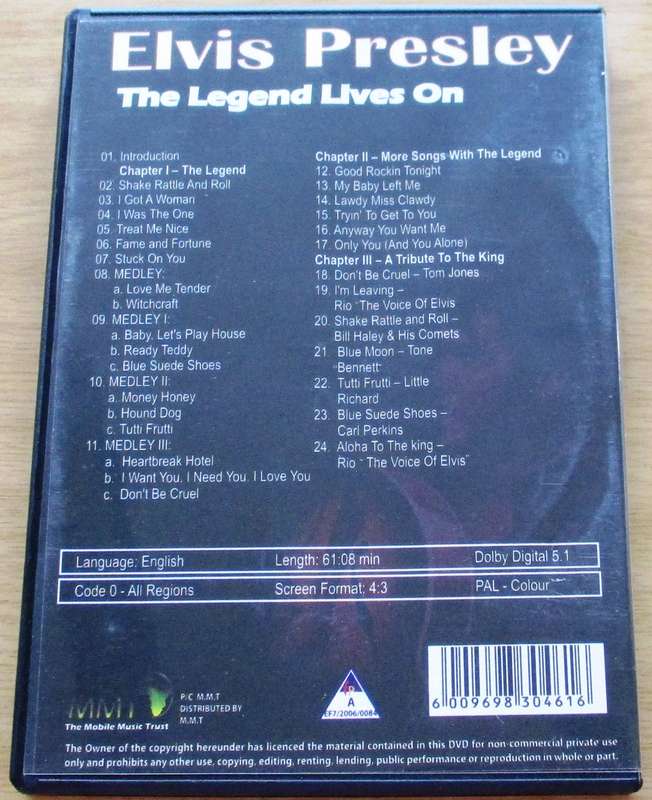 Elvis Presley
The Legend Lives On
01. Introduction
Chapter I – The Legend
02. Shake Rattle And Roll
03. I Got A Woman
04. I Was The One
05. Treat Me Nice
06. Fame and Fortune
07. Stuck On You
08. MEDLEY:
a. Love Me Tender
b. Witchcraft
09. MEDLEY I:
a. Baby, Let's Play House
b. Ready Teddy
c. Blue Suede Shoes
10. MEDLEY II:
a. Money Honey
b. Hound Dog
c. Tutti Frutti
11. MEDLEY III:
a. Heartbreak Hotel
b. I Want You, I Need You, I Love You
c. Don't Be Cruel
Chapter II – More Songs With The Legend
12. Good Rockin Tonight
13. My Baby Left Me
14. Lawdy Miss Clawdy
15. Tryin' To Get To You
16. Anyway You Want Me
17. Only You (And You Alone)
Chapter III – A Tribute To The King
18. Don't Be Cruel – Tom Jones
19. I'm Leaving –
Rio "The Voice Of Elvis
20. Shake Rattle and Roll –
Bill Haley & His Comets
21 Blue Moon – Tone
Bennett
22. Tutti Frutti – Little
Richard
23. Blue Suede Shoes –
Carl Perkins
24. Aloha To The king –
Rio " The Voice Of Elvis"
Language: English Length: 61:08 min Dolby Digital 5.1
Code 0 - All Regions Screen Format: 4:3 PAL - Colour
MMT
The Mobile Music Trust
P/C M.M.T
DISTRIBUTED BY
M.M.T
A
EF7/2006/0084
6 009698 304616
The Owner of the copyright hereunder has licenced the material contained in this DVD for non-commercial private use
only and prohibits any other use, copying, editing, renting, lending, public performance or reproduction in whole or part.